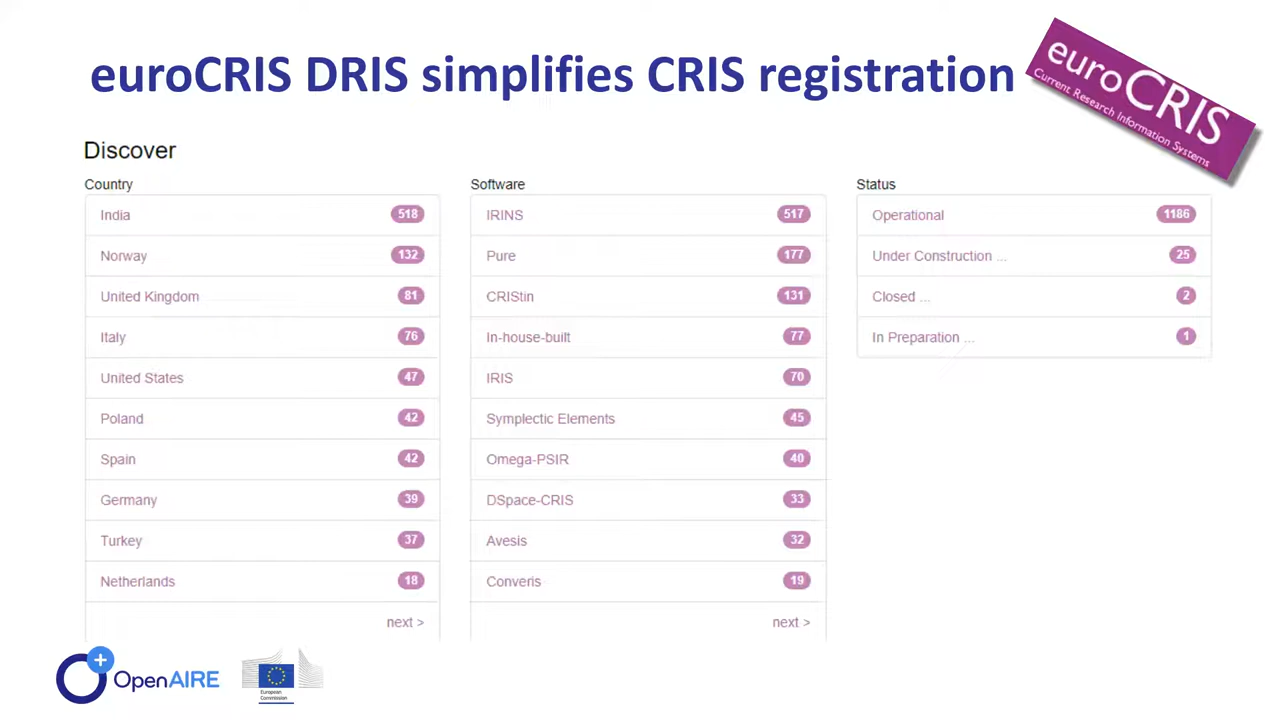 euroCRIS DRIS simplifies CRIS registration
euroCRIS
Current Research Information Systems
Discover
Country
India 518
Norway 132
United Kingdom 81
Italy 76
United States 47
Poland 42
Spain 42
Germany 39
Turkey 37
Netherlands 18
next >
Software
IRINS 517
Pure 177
CRIStin 131
In-house-built 77
IRIS 70
Symplectic Elements 45
Omega-PSIR 40
DSpace-CRIS 33
Avesis 32
Converis 19
next >
Status
Operational 1186
Under Construction ... 25
Closed ... 2
In Preparation ... 1
OpenAIRE
European
Commission